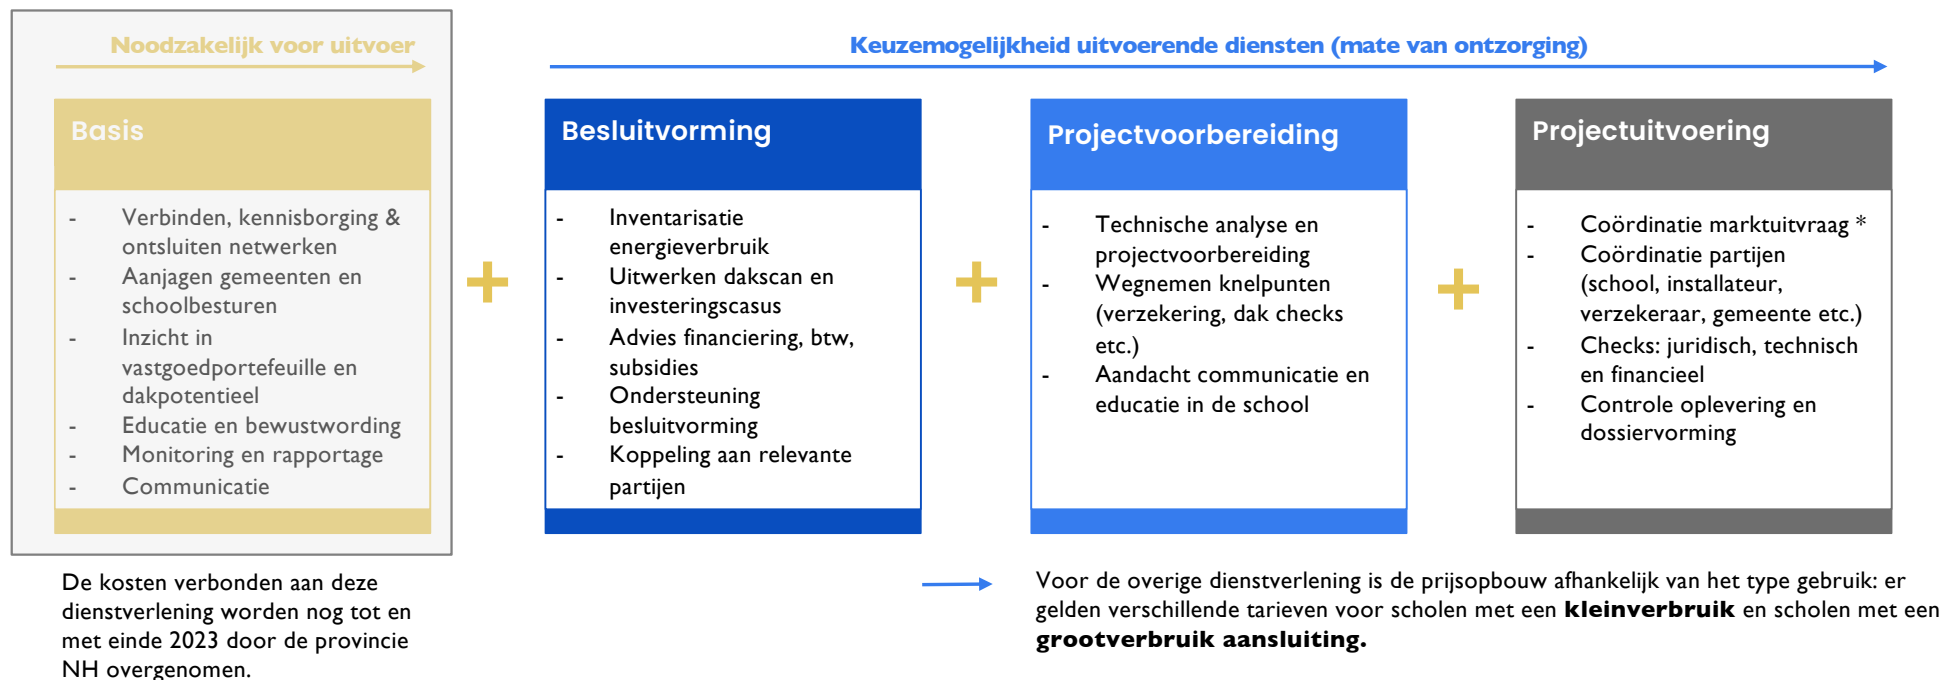 Noodzakelijk voor uitvoer
Keuzemogelijkheid uitvoerende diensten (mate van ontzorging)
Basis
- Verbinden, kennisborging &
ontsluiten netwerken
- Aanjagen gemeenten en
schoolbesturen
- Inzicht in
vastgoedportefeuille en
dakpotentieel
- Educatie en bewustwording
- Monitoring en rapportage
- Communicatie
+
Besluitvorming
- Inventarisatie
energieverbruik
- Uitwerken dakscan en
investeringscasus
- Advies financiering, btw,
subsidies
- Ondersteuning
besluitvorming
- Koppeling aan relevante
partijen
+
Projectvoorbereiding
- Technische analyse en
projectvoorbereiding
- Wegnemen knelpunten
(verzekering, dak checks
etc.)
- Aandacht communicatie en
educatie in de school
+
Projectuitvoering
- Coördinatie marktuitvraag *
- Coördinatie partijen
(school, installateur,
verzekeraar, gemeente etc.)
- Checks: juridisch, technisch
en financieel
- Controle oplevering en
dossiervorming
De kosten verbonden aan deze
dienstverlening worden nog tot en
met einde 2023 door de provincie
NH overgenomen.
Voor de overige dienstverlening is de prijsopbouw afhankelijk van het type gebruik: er
gelden verschillende tarieven voor scholen met een kleinverbruik en scholen met een
grootverbruik aansluiting.